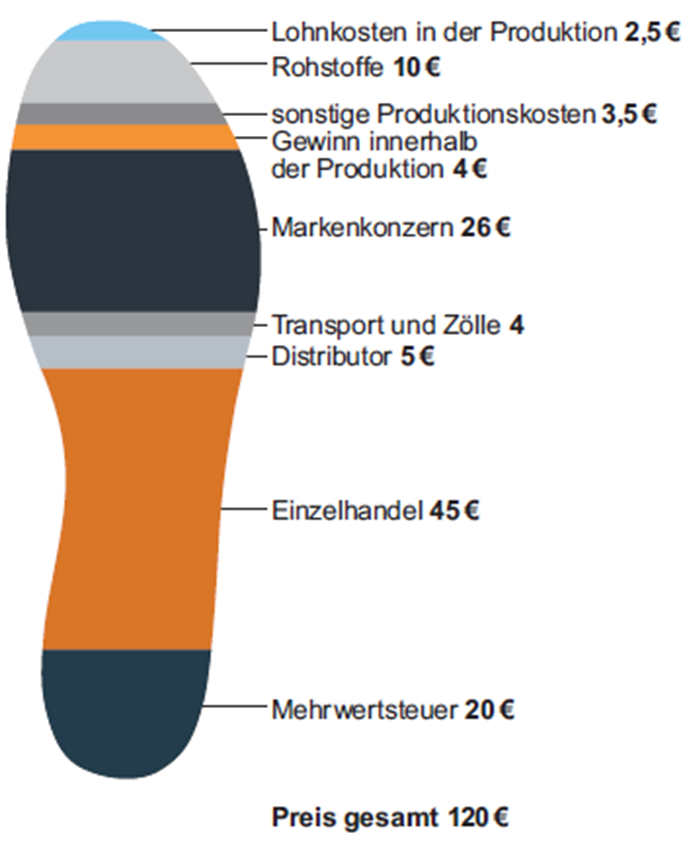 Lohnkosten in der Produktion 2,5 €
Rohstoffe 10 €
sonstige Produktionskosten 3,5 €
Gewinn innerhalb
der Produktion 4 €
Markenkonzern 26 €
Transport und Zölle 4
Distributor 5 €
Einzelhandel 45 €
Mehrwertsteuer 20 €
Preis gesamt 120 €